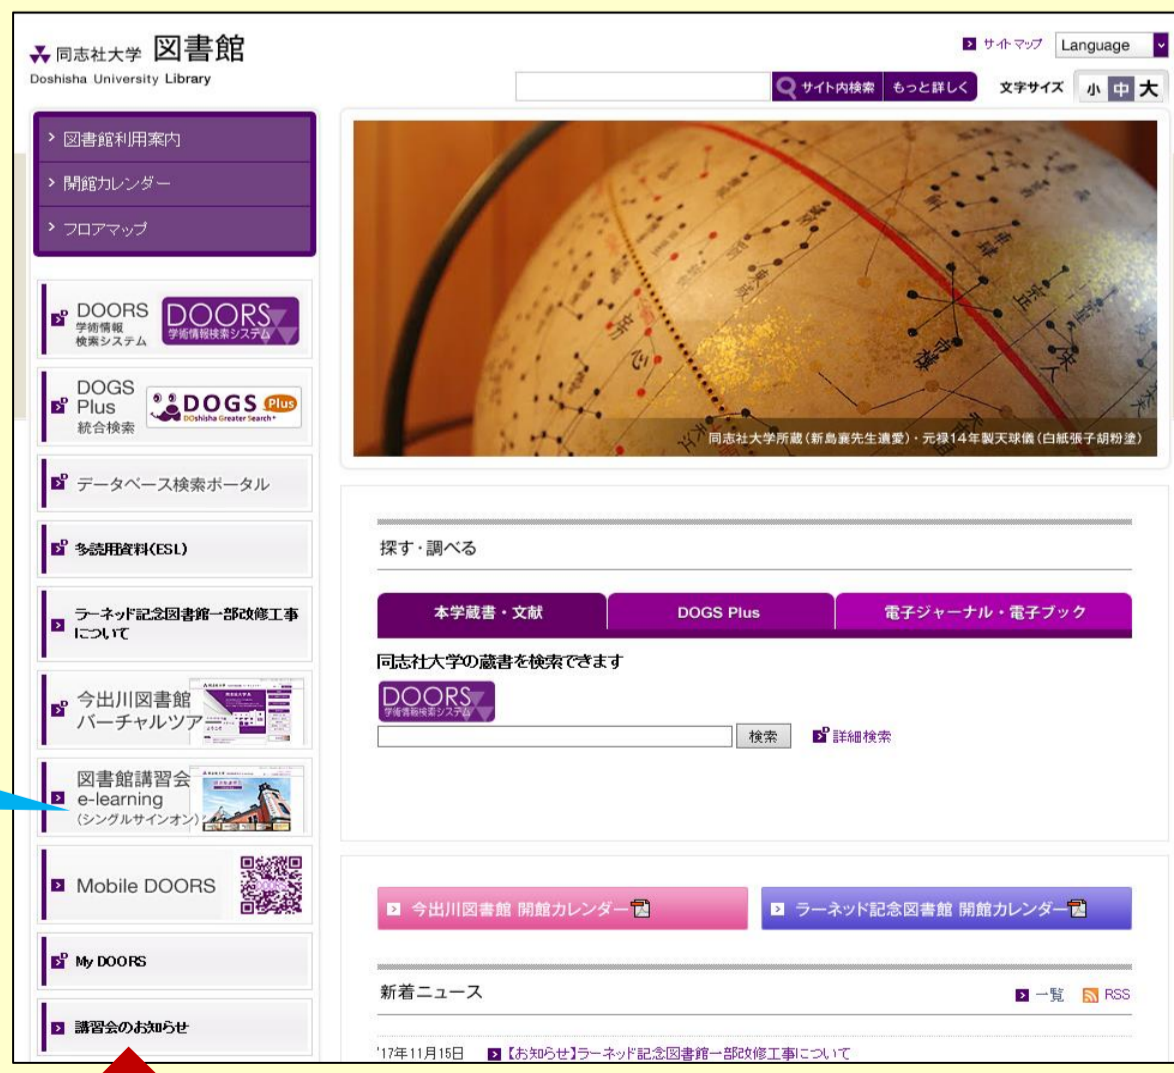 同志社大学 図書館
Doshisha University Library
サイトマップ Language
サイト内検索 もっと詳しく 文字サイズ 小 中 大
図書館利用案内
開館カレンダー
フロアマップ
DOORS
学術情報
検索システム
DOORS
学術情報検索システム
DOGS
Plus
統合検索
DOGS Plus
DOshisha Greater Search+
データベース検索ポータル
多読用資料(ESL)
ラーネッド記念図書館一部改修工事
について
今出川図書館
バーチャルツアー
図書館講習会
e-learning
(シングルサインオン)
Mobile DOORS
My DOORS
講習会のお知らせ
心
市樓
宗正
宋人
同志社大学所蔵(新島襄先生遺愛)・元禄14年製天球儀(白紙張子胡粉塗)
探す・調べる
本学蔵書・文献 DOGS Plus 電子ジャーナル・電子ブック
同志社大学の蔵書を検索できます
DOORS
学術情報検索システム
検索 詳細検索
今出川図書館 開館カレンダー ラーネッド記念図書館 開館カレンダー
新着ニュース 一覧 RSS
'17年11月15日 【お知らせ】ラーネッド記念図書館一部改修工事について